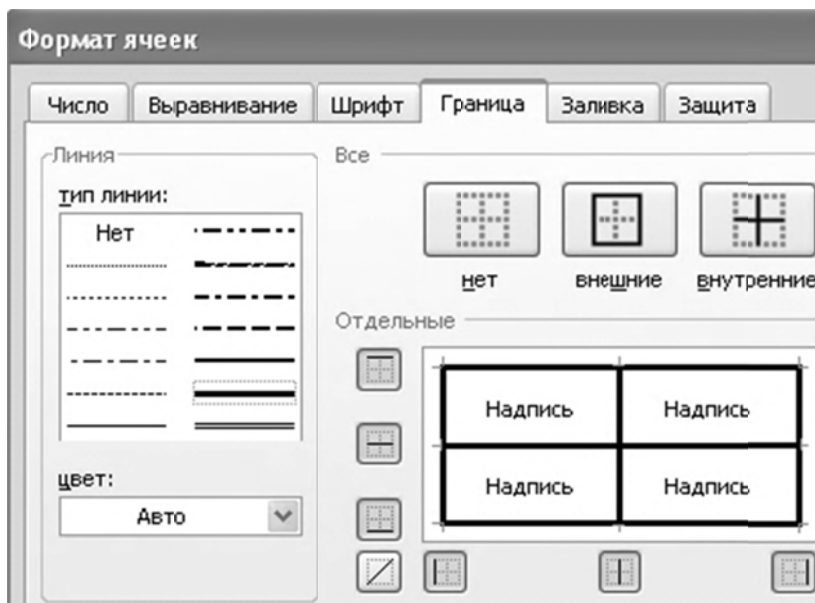 Формат ячеек
Число Выравнивание Шрифт Граница Заливка Защита
Линия
тип линии:
Нет
цвет:
Авто
Все
нет внешние внутренние
Отдельные
Надпись Надпись
Надпись Надпись